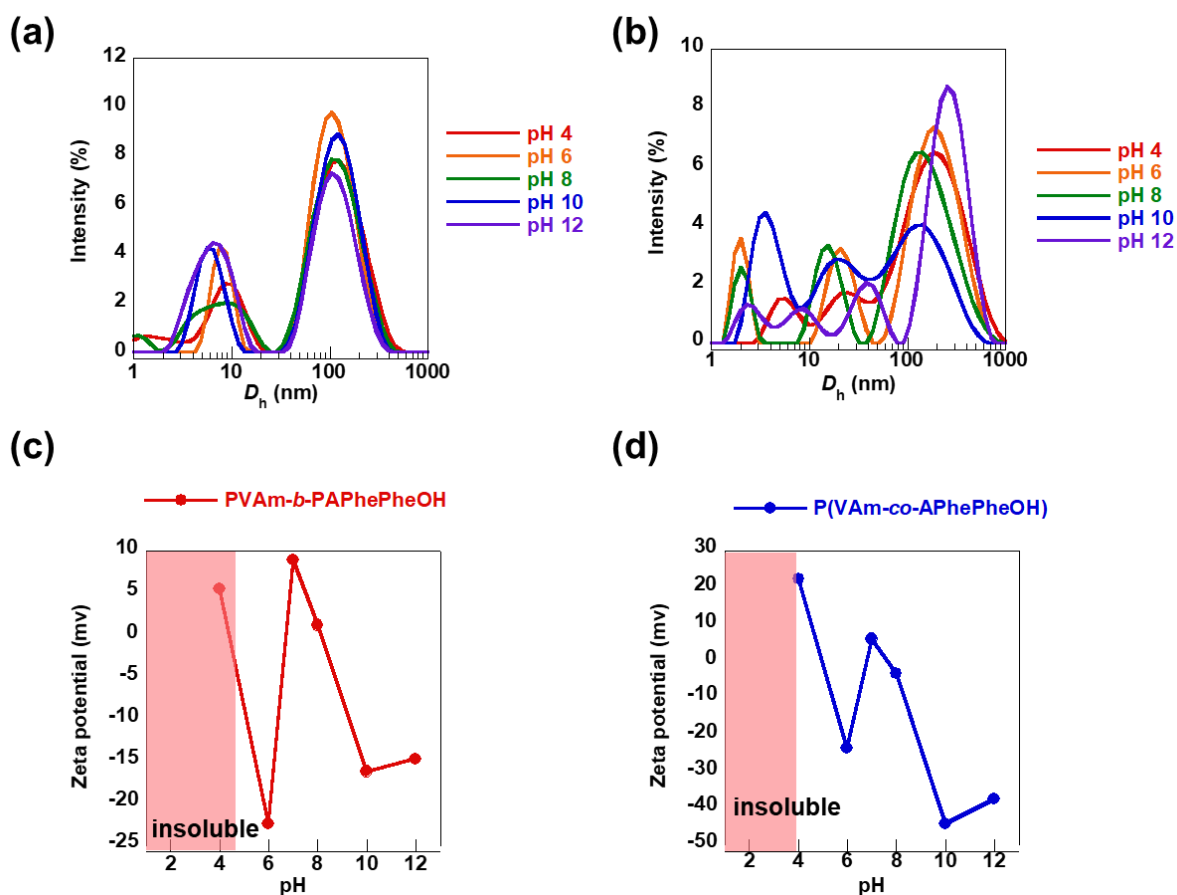 (a)
12
10
8
6
4
2
0
Intensity (%)
1
10
100
1000
Dh (nm)
pH 4
pH 6
pH 8
pH 10
pH 12
(b)
10
8
6
4
2
0
Intensity (%)
1
10
100
1000
Dh (nm)
pH 4
pH 6
pH 8
pH 10
pH 12
(c)
PVAm-b-PAPhePheOH
10
5
0
-5
-10
-15
-20
-25
Zeta potential (mv)
insoluble
2
4
6
8
10
12
pH
(d)
P(VAm-co-APhePheOH)
30
20
10
0
-10
-20
-30
-40
-50
Zeta potential (mv)
insoluble
2
4
6
8
10
12
pH